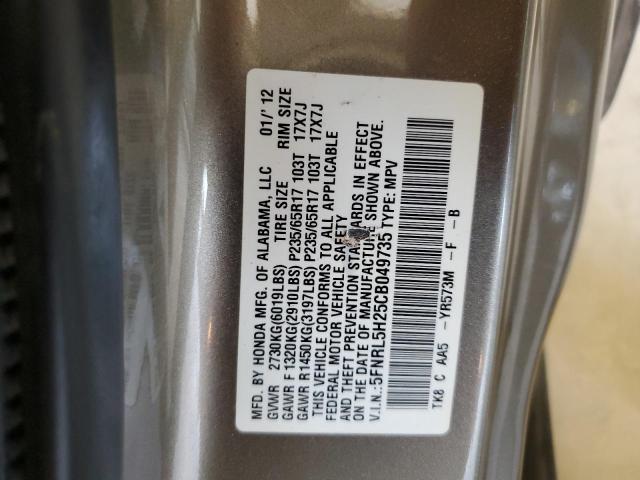 MFD. BY HONDA MFG. OF ALABAMA, LLC 01/' 12
GVWR 2730KG(6019LBS) TIRE SIZE RIM SIZE
GAWR F 1320KG(2910LBS) P235/65R17 103T 17X7J
GAWR R1450KG(3197LBS) P235/65R17 103T 17X7J
THIS VEHICLE CONFORMS TO ALL APPLICABLE
FEDERAL MOTOR VEHICLE SAFETY
AND THEFT PREVENTION STANDARDS IN EFFECT
ON THE DATE OF MANUFACTURE SHOWN ABOVE.
V.I.N.:5FNRL5H25CB049735 TYPE: MPV
TK8 C AA5 -YR573M -F -B